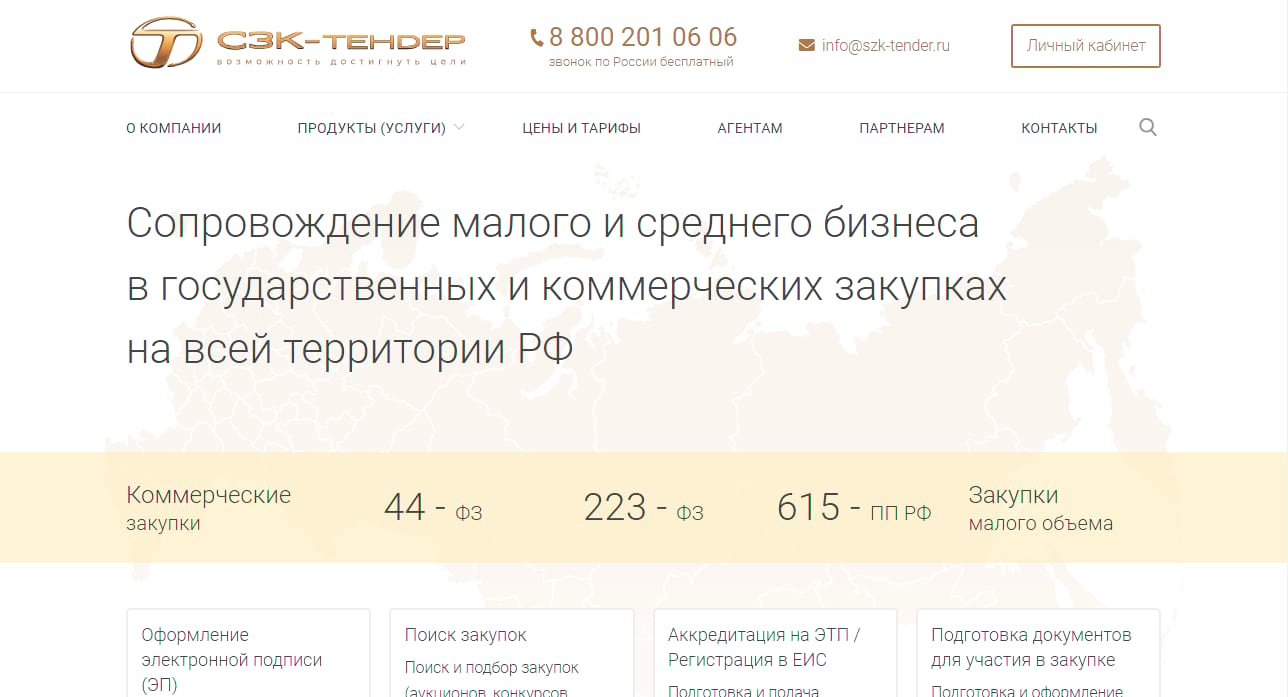 СЗК-ТЕНДЕР
возможность достигнуть цели
8 800 201 06 06
звонок по России бесплатный
info@szk-tender.ru
Личный кабинет
О КОМПАНИИ
ПРОДУКТЫ (УСЛУГИ)
ЦЕНЫ И ТАРИФЫ
АГЕНТАМ
ПАРТНЕРАМ
КОНТАКТЫ
Сопровождение малого и среднего бизнеса
в государственных и коммерческих закупках
на всей территории РФ
Коммерческие
закупки
44 - ФЗ
223 - ФЗ
615 - ПП РФ
Закупки
малого объема
Оформление
электронной подписи
(ЭП)
Поиск закупок
Поиск и подбор закупок
(аукционов, конкурсов,
Аккредитация на ЭТП /
Регистрация в ЕИС
Подготовка и подача
Подготовка документов
для участия в закупке
Подготовка и оформление